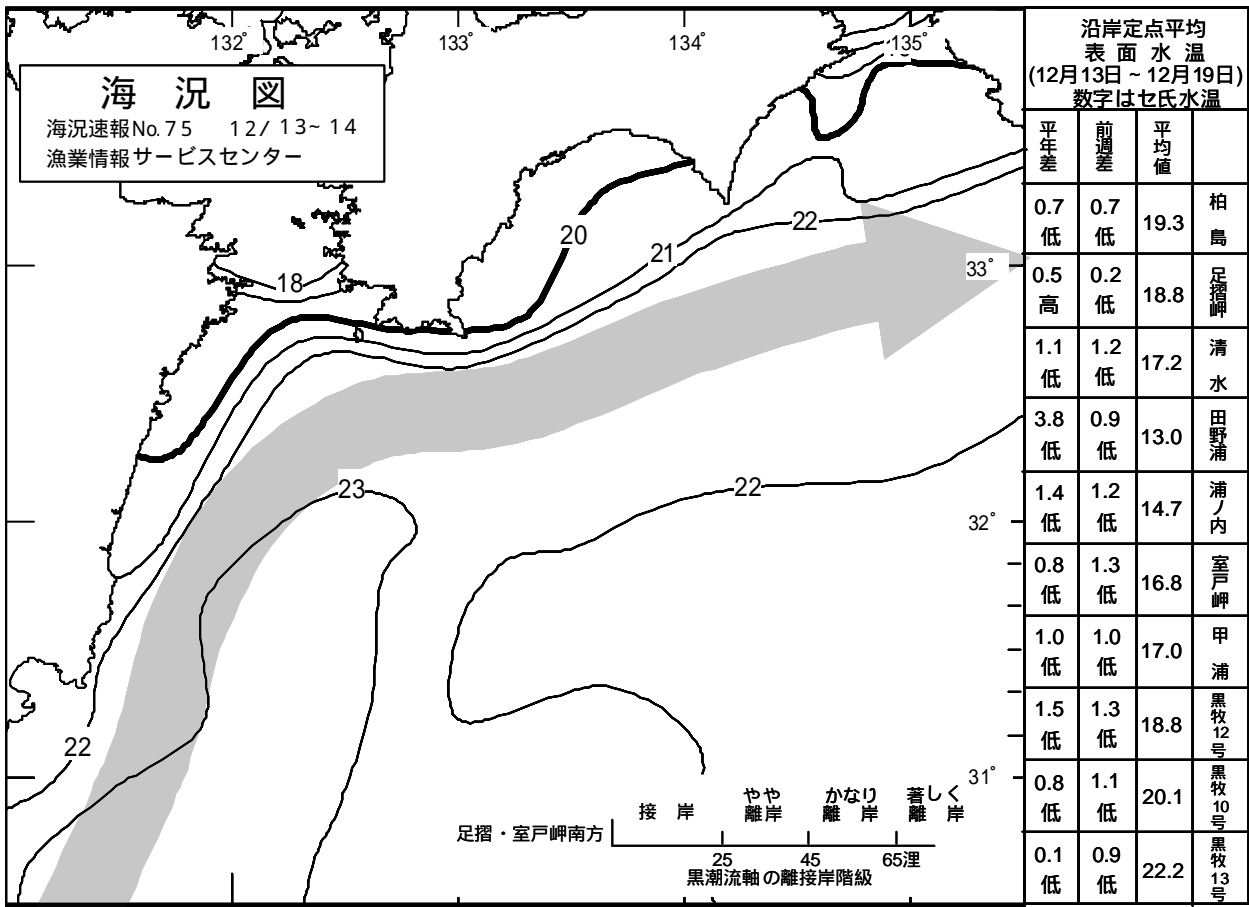 132°
133°
134°
135°
海況図
海況速報No.75 12/13~14
漁業情報サービスセンター
20
21
22
18
33°
23
22
32°
22
31°
接岸
やや離岸
かなり離岸
著しく離岸
足摺・室戸岬南方
25 45 65浬
黒潮流軸の離接岸階級
沿岸定点平均
表面水温
(12月13日~12月19日)
数字はセ氏水温
平年差 前週差 平均値
0.7低 0.7低 19.3 柏島
0.5高 0.2低 18.8 足摺岬
1.1低 1.2低 17.2 清水
3.8低 0.9低 13.0 田野浦
1.4低 1.2低 14.7 浦ノ内
0.8低 1.3低 16.8 室戸岬
1.0低 1.0低 17.0 甲浦
1.5低 1.3低 18.8 黒牧12号
0.8低 1.1低 20.1 黒牧10号
0.1低 0.9低 22.2 黒牧13号